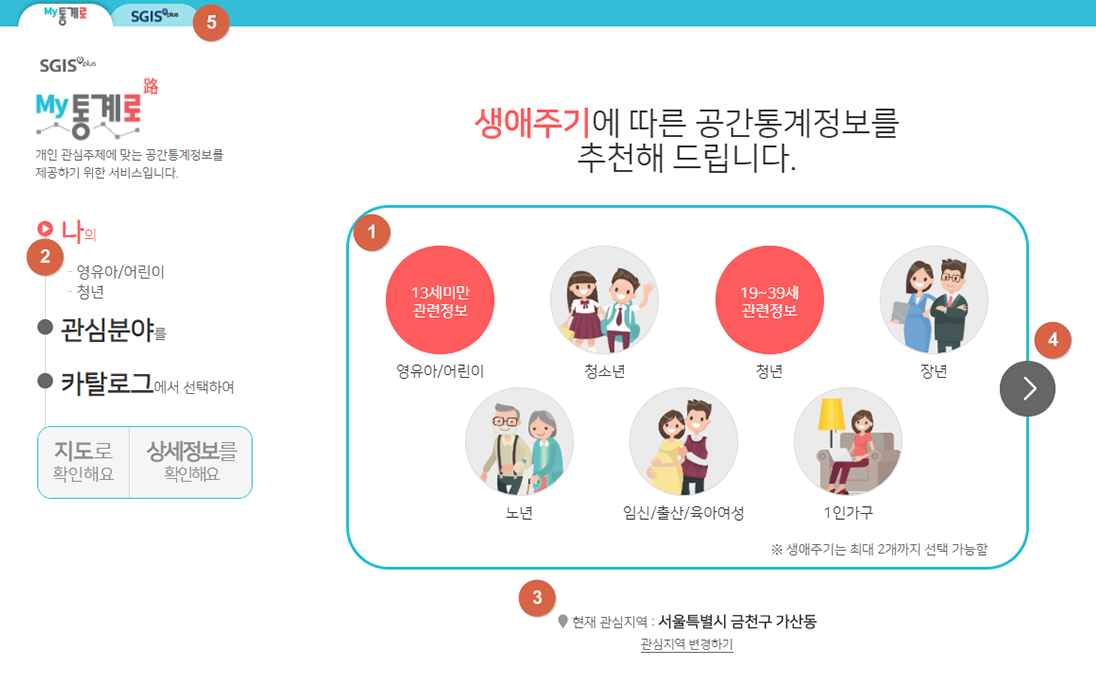 My통계로
SGIS plus
5
SGIS plus
My통계로
路
개인 관심주제에 맞는 공간통계정보를
제공하기 위한 서비스입니다.
나의
2
- 영유아/어린이
- 청년
관심분야를
카탈로그에서 선택하여
지도로
확인해요
상세정보를
확인해요
생애주기에 따른 공간통계정보를
추천해 드립니다.
1
13세미만
관련정보
영유아/어린이
청소년
19~39세
관련정보
청년
장년
4
노년
임신/출산/육아여성
1인가구
※ 생애주기는 최대 2개까지 선택 가능함
3
현재 관심지역 : 서울특별시 금천구 가산동
관심지역 변경하기